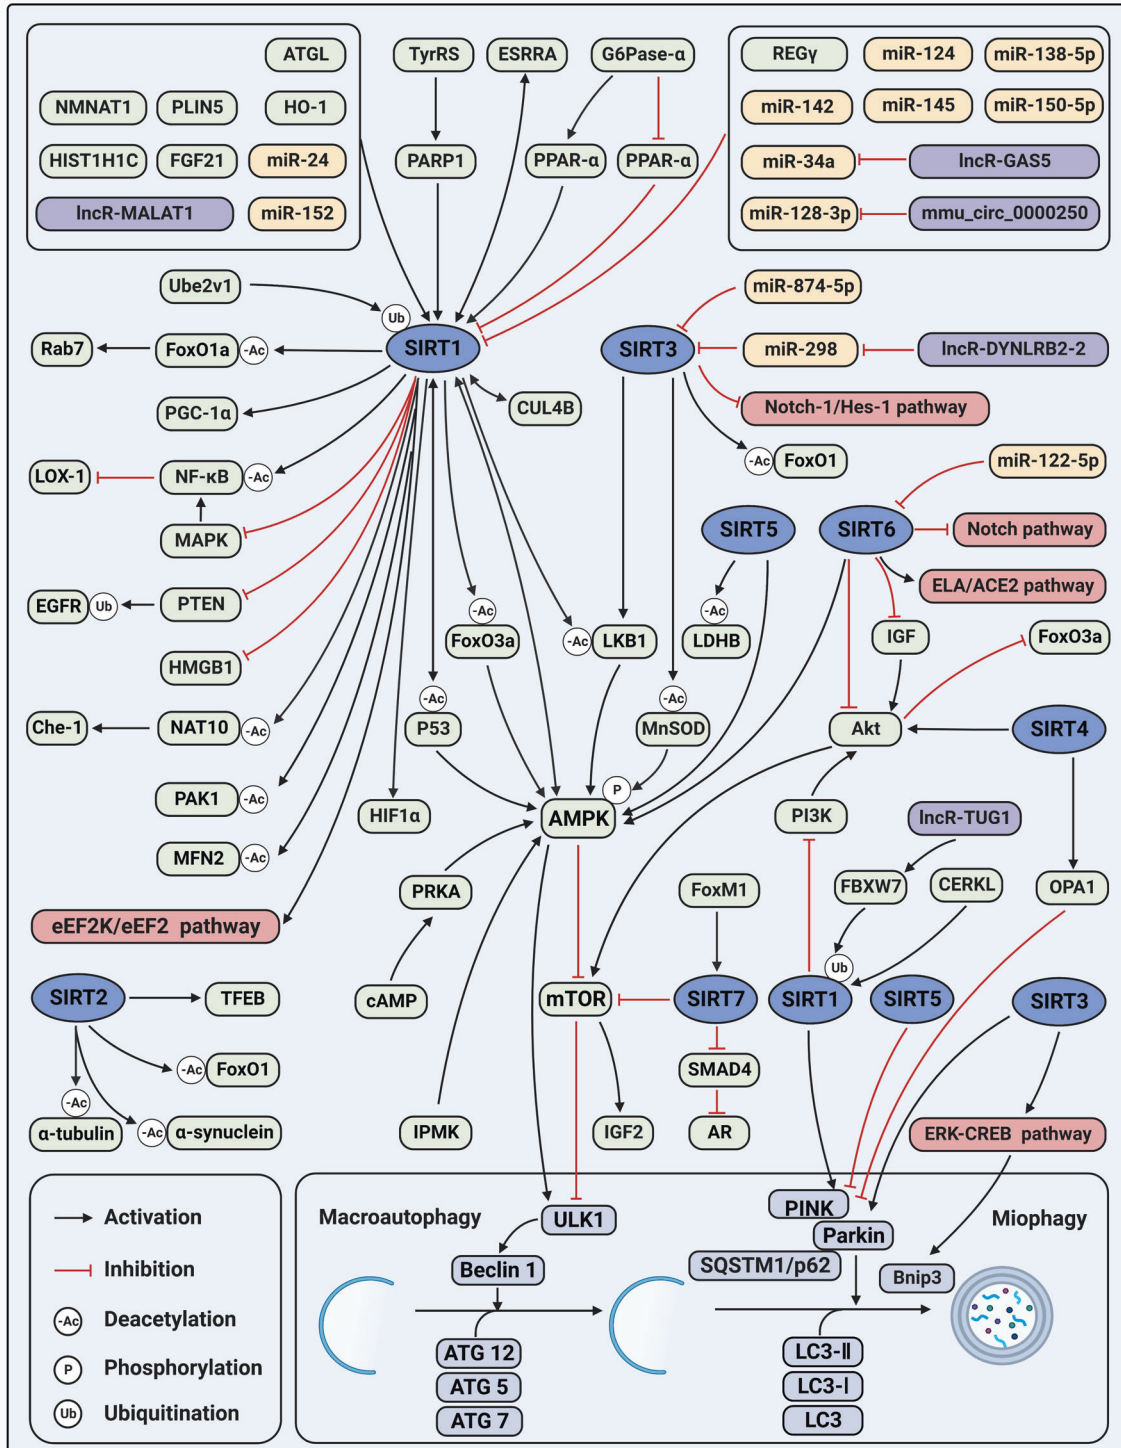 ATGL
NMNAT1 PLIN5 HO-1
HIST1H1C FGF21 miR-24
lncR-MALAT1 miR-152
TyrRS ESRRA G6Pase-α
PARP1 PPAR-α PPAR-α
REGγ miR-124 miR-138-5p
miR-142 miR-145 miR-150-5p
miR-34a lncR-GAS5
miR-128-3p mmu_circ_0000250
Ube2v1 Ub
SIRT1
Rab7 FoxO1a -Ac
PGC-1α
CUL4B
LOX-1 NF-κB -Ac
MAPK
EGFR Ub PTEN
HMGB1
Che-1 NAT10 -Ac
PAK1 -Ac
MFN2 -Ac
eEF2K/eEF2 pathway
HIF1α
-Ac
P53
-Ac
FoxO3a
-Ac LKB1
miR-874-5p
SIRT3 miR-298 lncR-DYNLRB2-2
Notch-1/Hes-1 pathway
-Ac FoxO1
-Ac
MnSOD
P
AMPK
SIRT5
-Ac
LDHB
miR-122-5p
SIRT6 Notch pathway
ELA/ACE2 pathway
IGF FoxO3a
Akt SIRT4
PI3K lncR-TUG1
FBXW7 CERKL OPA1
Ub
SIRT1 SIRT5 SIRT3
ERK-CREB pathway
PRKA
cAMP
IPMK
FoxM1
mTOR SIRT7
SMAD4
IGF2 AR
SIRT2 TFEB
-Ac FoxO1
-Ac
α-tubulin -Ac α-synuclein
Activation
Inhibition
-Ac Deacetylation
P Phosphorylation
Ub Ubiquitination
Macroautophagy
ULK1
Beclin 1
ATG 12
ATG 5
ATG 7
Miophagy
PINK
Parkin
SQSTM1/p62
Bnip3
LC3-II
LC3-I
LC3